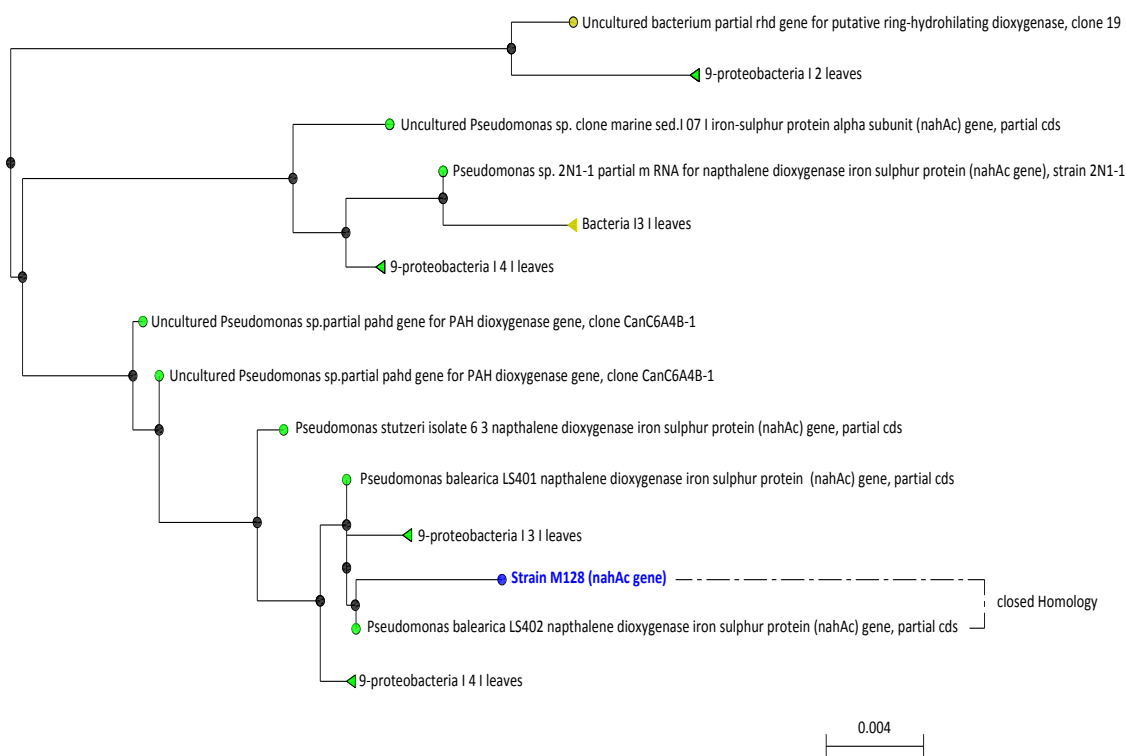 Uncultured bacterium partial rhd gene for putative ring-hydrohilating dioxygenase, clone 19
9-proteobacteria I 2 leaves
Uncultured Pseudomonas sp. clone marine sed.I 07 I iron-sulphur protein alpha subunit (nahAc) gene, partial cds
Pseudomonas sp. 2N1-1 partial m RNA for napthalene dioxygenase iron sulphur protein (nahAc gene), strain 2N1-1
Bacteria I3 I leaves
9-proteobacteria I 4 I leaves
Uncultured Pseudomonas sp.partial pahd gene for PAH dioxygenase gene, clone CanC6A4B-1
Uncultured Pseudomonas sp.partial pahd gene for PAH dioxygenase gene, clone CanC6A4B-1
Pseudomonas stutzeri isolate 6 3 napthalene dioxygenase iron sulphur protein (nahAc) gene, partial cds
Pseudomonas balearica LS401 napthalene dioxygenase iron sulphur protein (nahAc) gene, partial cds
9-proteobacteria I 3 I leaves
Strain M128 (nahAc gene)
closed Homology
Pseudomonas balearica LS402 napthalene dioxygenase iron sulphur protein (nahAc) gene, partial cds
9-proteobacteria I 4 I leaves
0.004